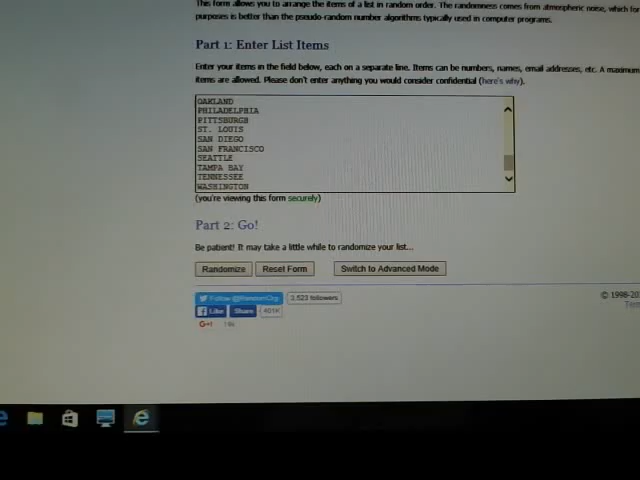 This form allows you to arrange the items of a list in random order. The randomness comes from atmospheric noise, which for
purposes is better than the pseudo-random number algorithms typically used in computer programs.
Part 1: Enter List Items
Enter your items in the field below, each on a separate line. Items can be numbers, names, email addresses, etc. A maximum
items are allowed. Please don't enter anything you would consider confidential (here's why).
OAKLAND
PHILADELPHIA
PITTSBURGH
ST. LOUIS
SAN DIEGO
SAN FRANCISCO
SEATTLE
TAMPA BAY
TENNESSEE
WASHINGTON
(you're viewing this form securely)
Part 2: Go!
Be patient! It may take a little while to randomize your list...
Randomize Reset Form Switch to Advanced Mode
Follow @RandomOrg 3,523 followers
© 1998-20
Like Share 401K
Term
G+1